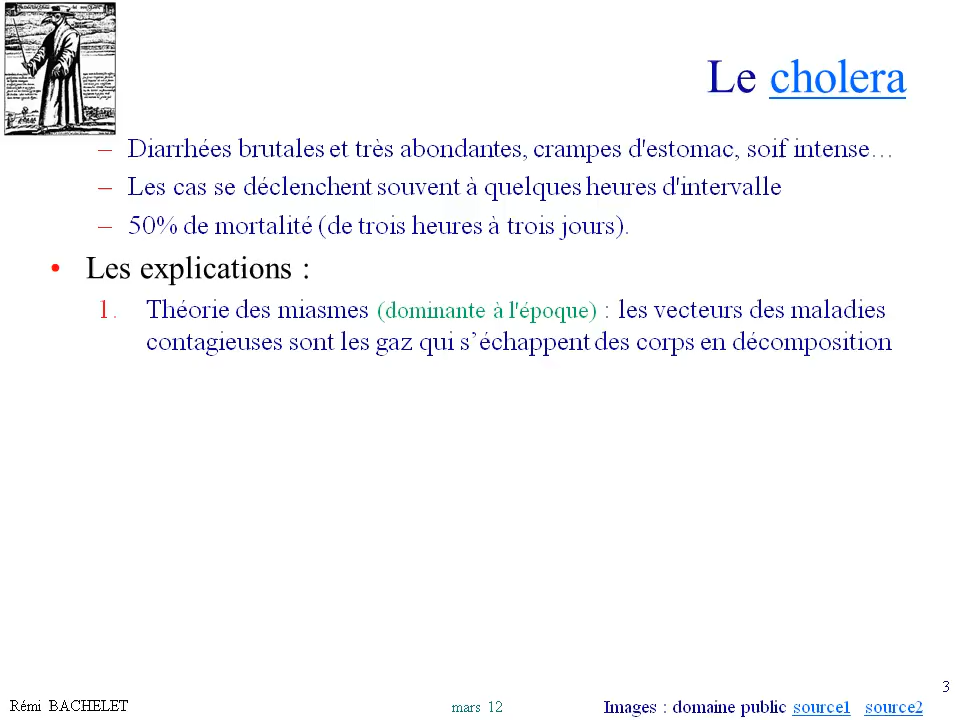 Le cholera
– Diarrhées brutales et très abondantes, crampes d'estomac, soif intense…
– Les cas se déclenchent souvent à quelques heures d'intervalle
– 50% de mortalité (de trois heures à trois jours).
• Les explications :
1. Théorie des miasmes (dominante à l'époque) : les vecteurs des maladies
contagieuses sont les gaz qui s’échappent des corps en décomposition
3
Rémi BACHELET
mars 12
Images : domaine public source1 source2